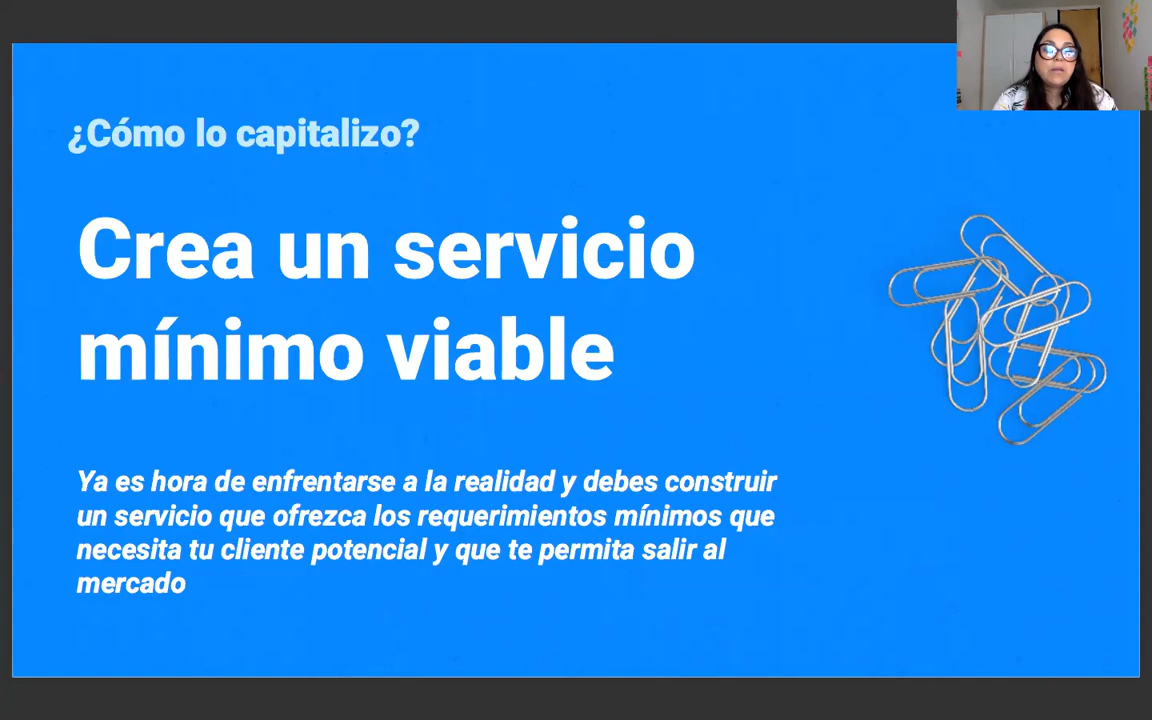 ¿Cómo lo capitalizo?
Crea un servicio
mínimo viable
Ya es hora de enfrentarse a la realidad y debes construir
un servicio que ofrezca los requerimientos mínimos que
necesita tu cliente potencial y que te permita salir al
mercado